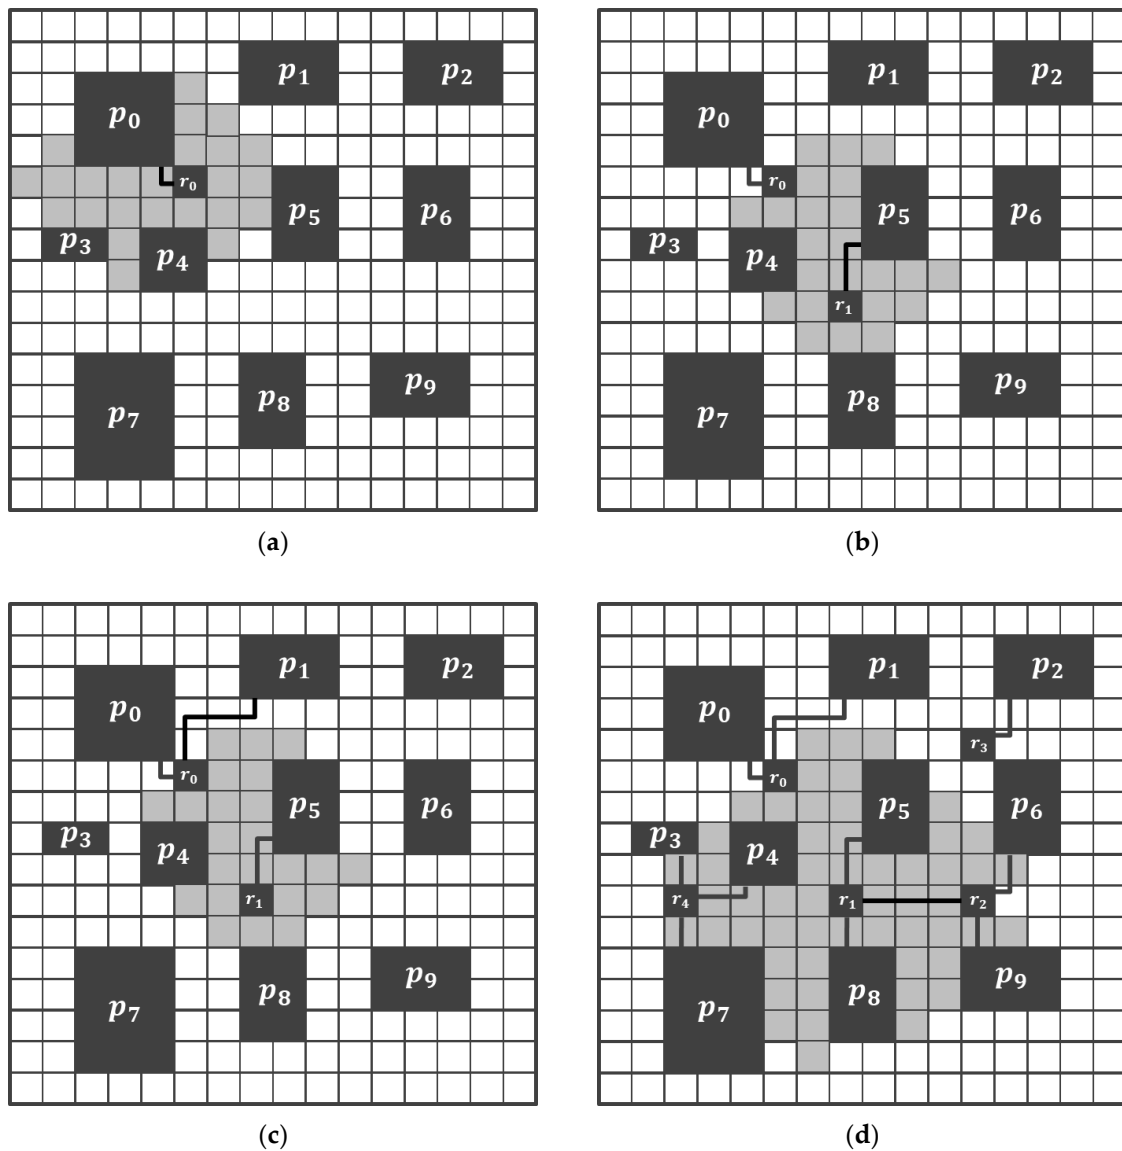 p₁ p₂
p₀
r₀
p₅ p₆
p₃ p₄
p₉
p₈
p₇
(a)
p₁ p₂
p₀
r₀
p₅ p₆
p₃ p₄
r₁
p₉
p₈
p₇
(b)
p₁ p₂
p₀
r₀
p₅ p₆
p₃ p₄
r₁
p₉
p₈
p₇
(c)
p₁ p₂
p₀
r₃
r₀
p₅ p₆
p₃ p₄
r₄ r₁ r₂
p₉
p₈
p₇
(d)